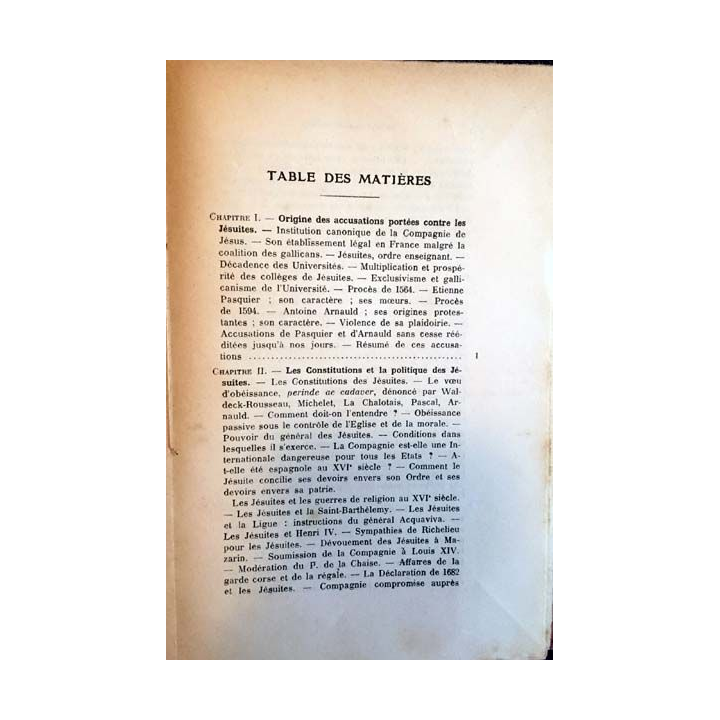 TABLE DES MATIÈRES
CHAPITRE I. — Origine des accusations portées contre les
Jésuites. — Institution canonique de la Compagnie de
Jésus. — Son établissement légal en France malgré la
coalition des gallicans. — Jésuites, ordre enseignant. —
Décadence des Universités. — Multiplication et prospé-
rité des collèges de Jésuites. — Exclusivisme et galli-
canisme de l'Université. — Procès de 1564. — Etienne
Pasquier ; son caractère ; ses mœurs. — Procès
de 1594. — Antoine Arnauld ; ses origines protes-
tantes ; son caractère. — Violence de sa plaidoirie. —
Accusations de Pasquier et d'Arnauld sans cesse réé-
ditées jusqu'à nos jours. — Résumé de ces accusa-
tions ................................................ 1
CHAPITRE II. — Les Constitutions et la politique des Jé-
suites. — Les Constitutions des Jésuites. — Le vœu
d'obéissance, perinde ac cadaver, dénoncé par Wal-
deck-Rousseau, Michelet, La Chalotais, Pascal, Ar-
nauld. — Comment doit-on l'entendre ? — Obéissance
passive sous le contrôle de l'Eglise et de la morale. —
Pouvoir du général des Jésuites. — Conditions dans
lesquelles il s'exerce. — La Compagnie est-elle une In-
ternationale dangereuse pour tous les Etats ? — A-
t-elle été espagnole au XVIe siècle ? — Comment le
Jésuite concilie ses devoirs envers son Ordre et ses
devoirs envers sa patrie.
Les Jésuites et les guerres de religion au XVIe siècle.
— Les Jésuites et la Saint-Barthélemy. — Les Jésuites
et la Ligue : instructions du général Acquaviva. —
Les Jésuites et Henri IV. — Sympathies de Richelieu
pour les Jésuites. — Dévouement des Jésuites à Ma-
zarin. — Soumission de la Compagnie à Louis XIV.
— Modération du P. de la Chaise. — Affaires de la
garde corse et de la régale. — La Déclaration de 1682
et les Jésuites. — Compagnie compromise auprès